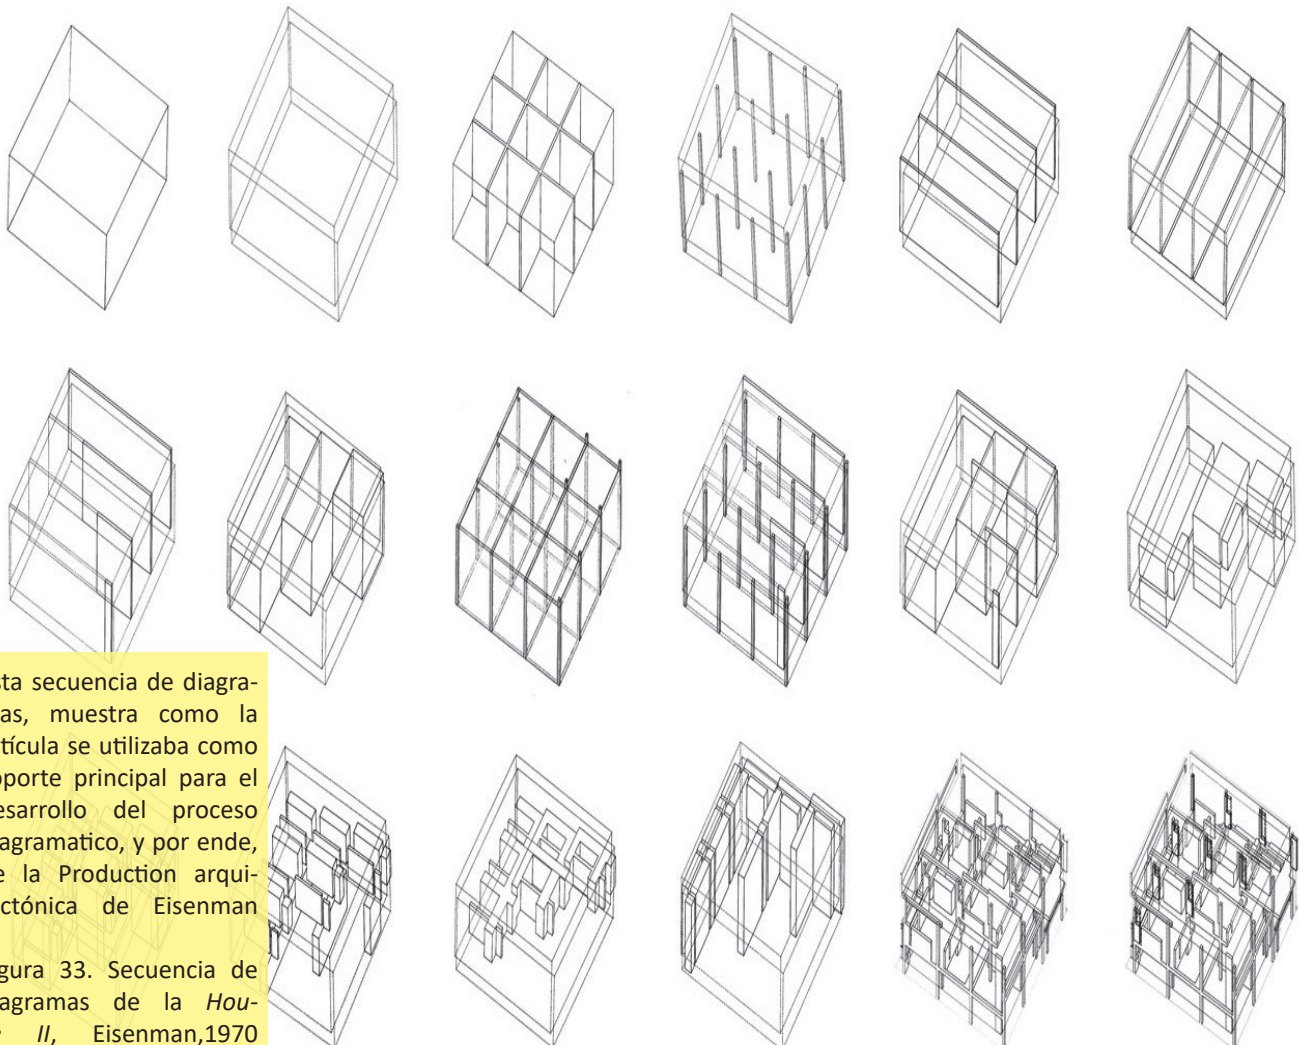 sta secuencia de diagra-
as, muestra como la
tícula se utilizaba como
oporte principal para el
esarrollo del proceso
agramatico, y por ende,
e la Production arqui-
ctónica de Eisenman
gura 33. Secuencia de
agramas de la Hou-
II, Eisenman,1970